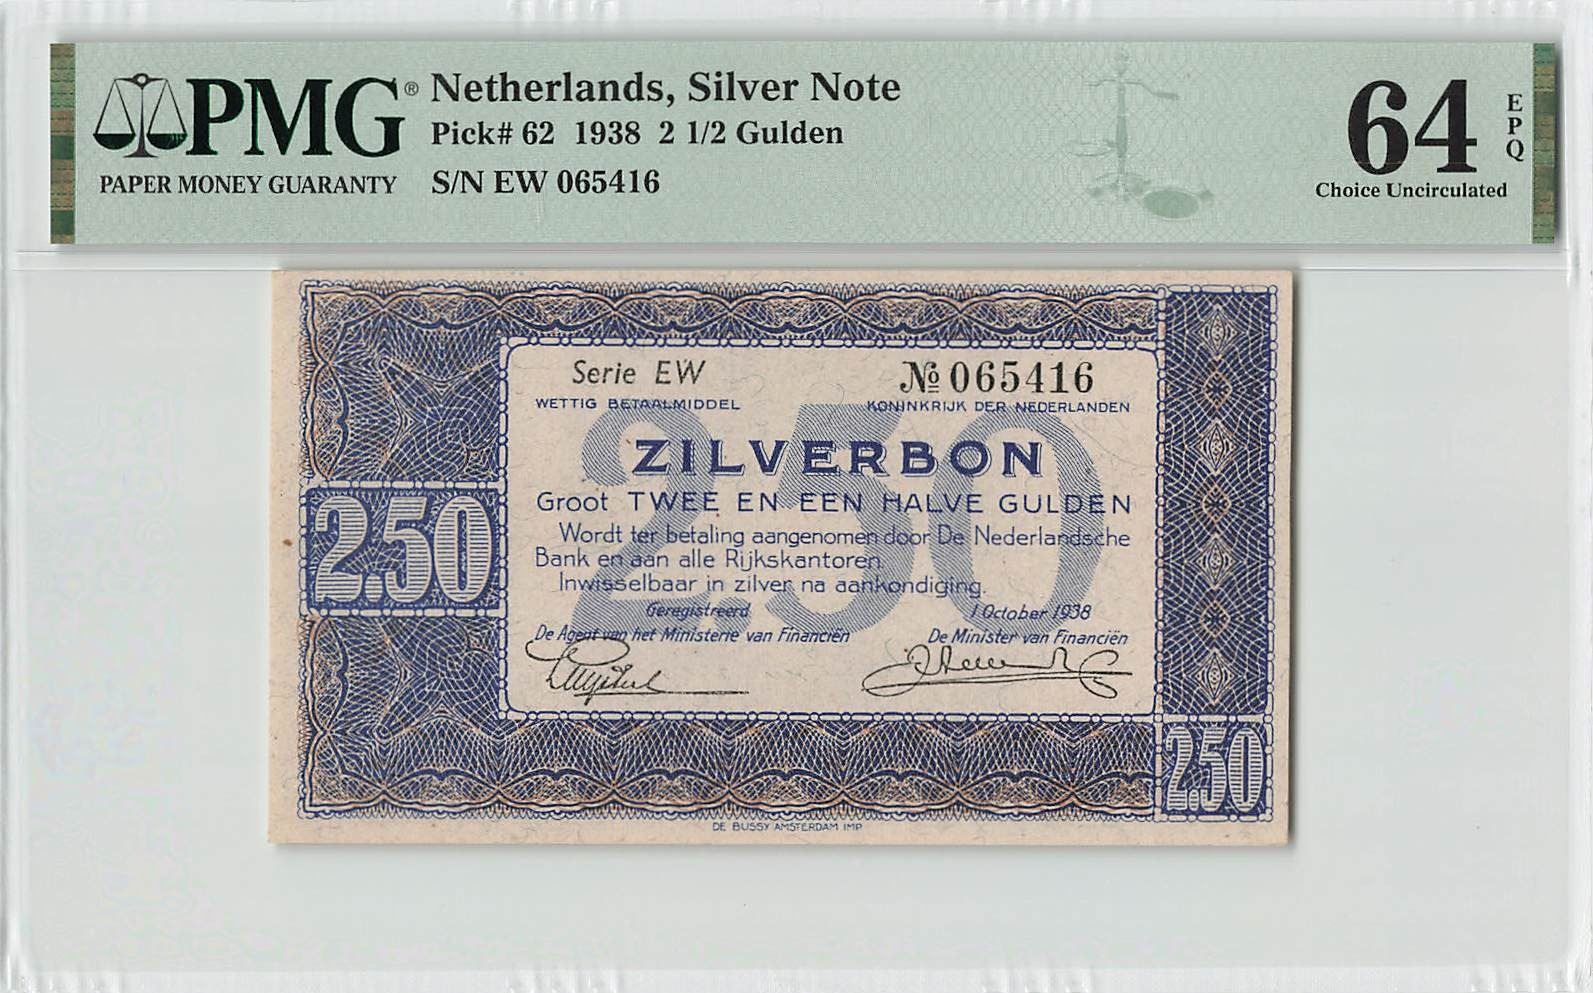 PMG® Netherlands, Silver Note
Pick# 62 1938 2 1/2 Gulden
PAPER MONEY GUARANTY
S/N EW 065416
64 EPQ
Choice Uncirculated
Serie EW № 065416
WETTIG BETAALMIDDEL KONINKRIJK DER NEDERLANDEN
2.50
ZILVERBON
Groot TWEE EN EEN HALVE GULDEN
Wordt ter betaling aangenomen door De Nederlandsche
Bank en aan alle Rijkskantoren.
Inwisselbaar in zilver na aankondiging.
2.50
Geregistreerd 1 October 1938
De Agent van het Ministerie van Financiën De Minister van Financiën
2.50
DE BUSSY AMSTERDAM IMP